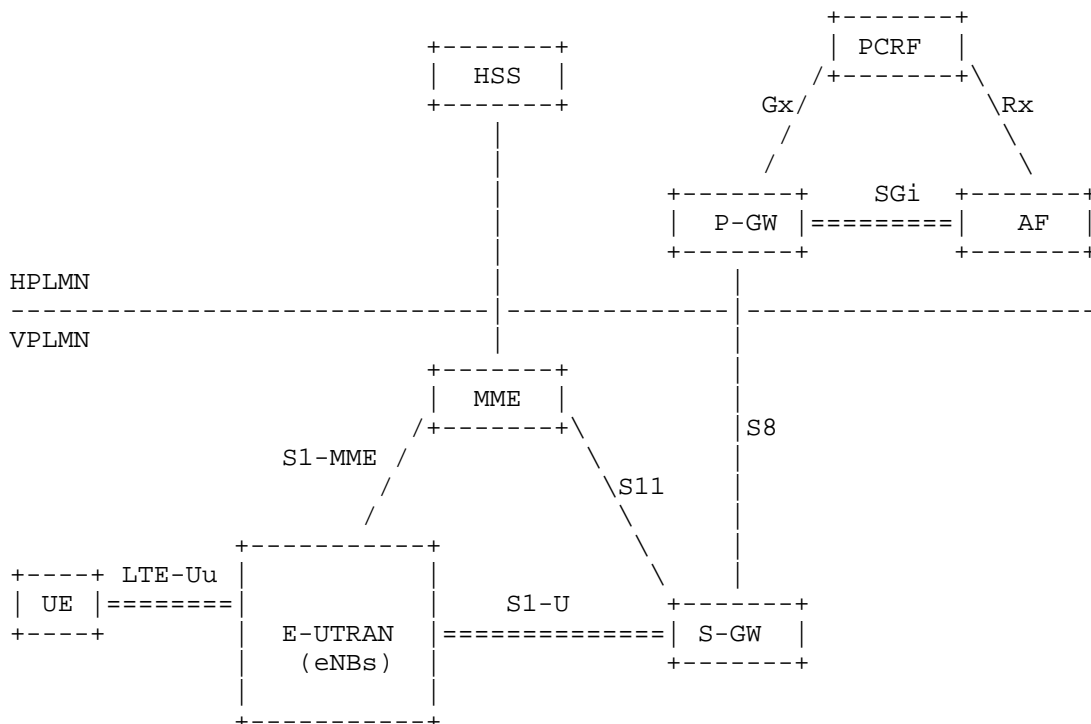 PCRF
HSS
Gx Rx
SGi
P-GW AF
HPLMN
VPLMN
MME
S8
S1-MME
S11
LTE-Uu
UE S1-U
E-UTRAN S-GW
(eNBs)